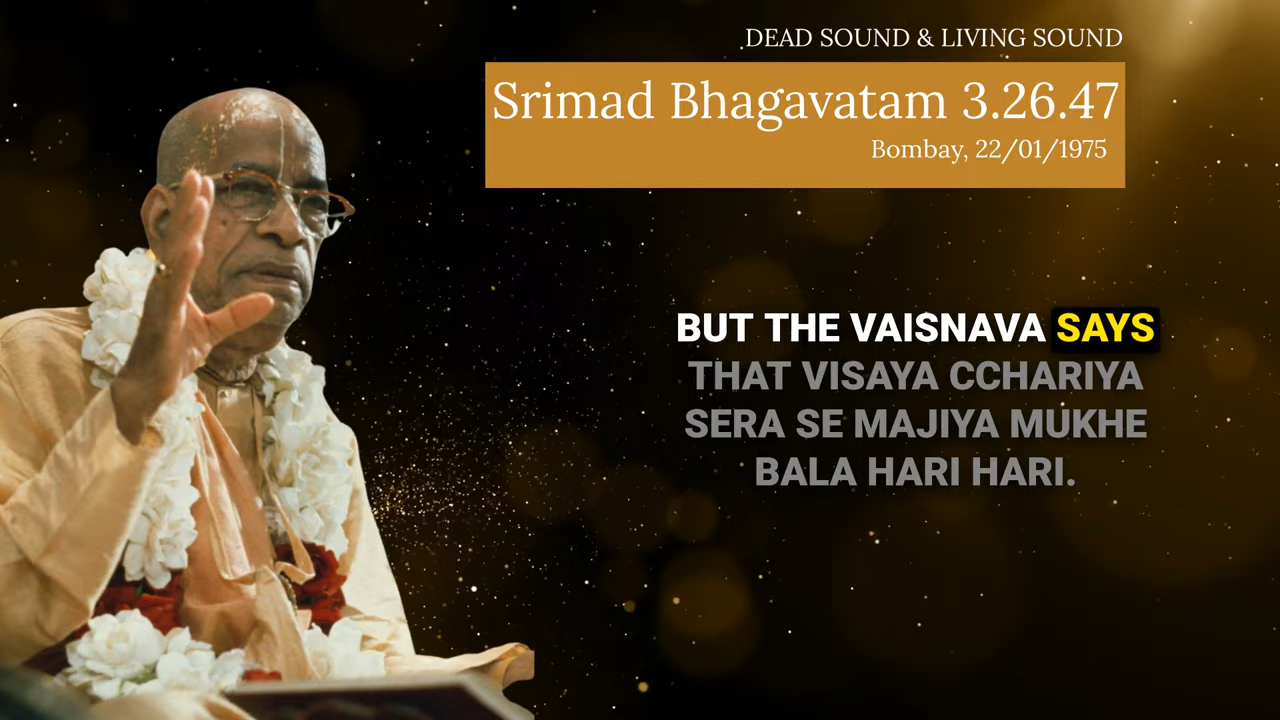 DEAD SOUND & LIVING SOUND
Srimad Bhagavatam 3.26.47
Bombay, 22/01/1975
BUT THE VAISNAVA SAYS
THAT VISAYA CCHARIYA
SERA SE MAJIYA MUKHE
BALA HARI HARI.